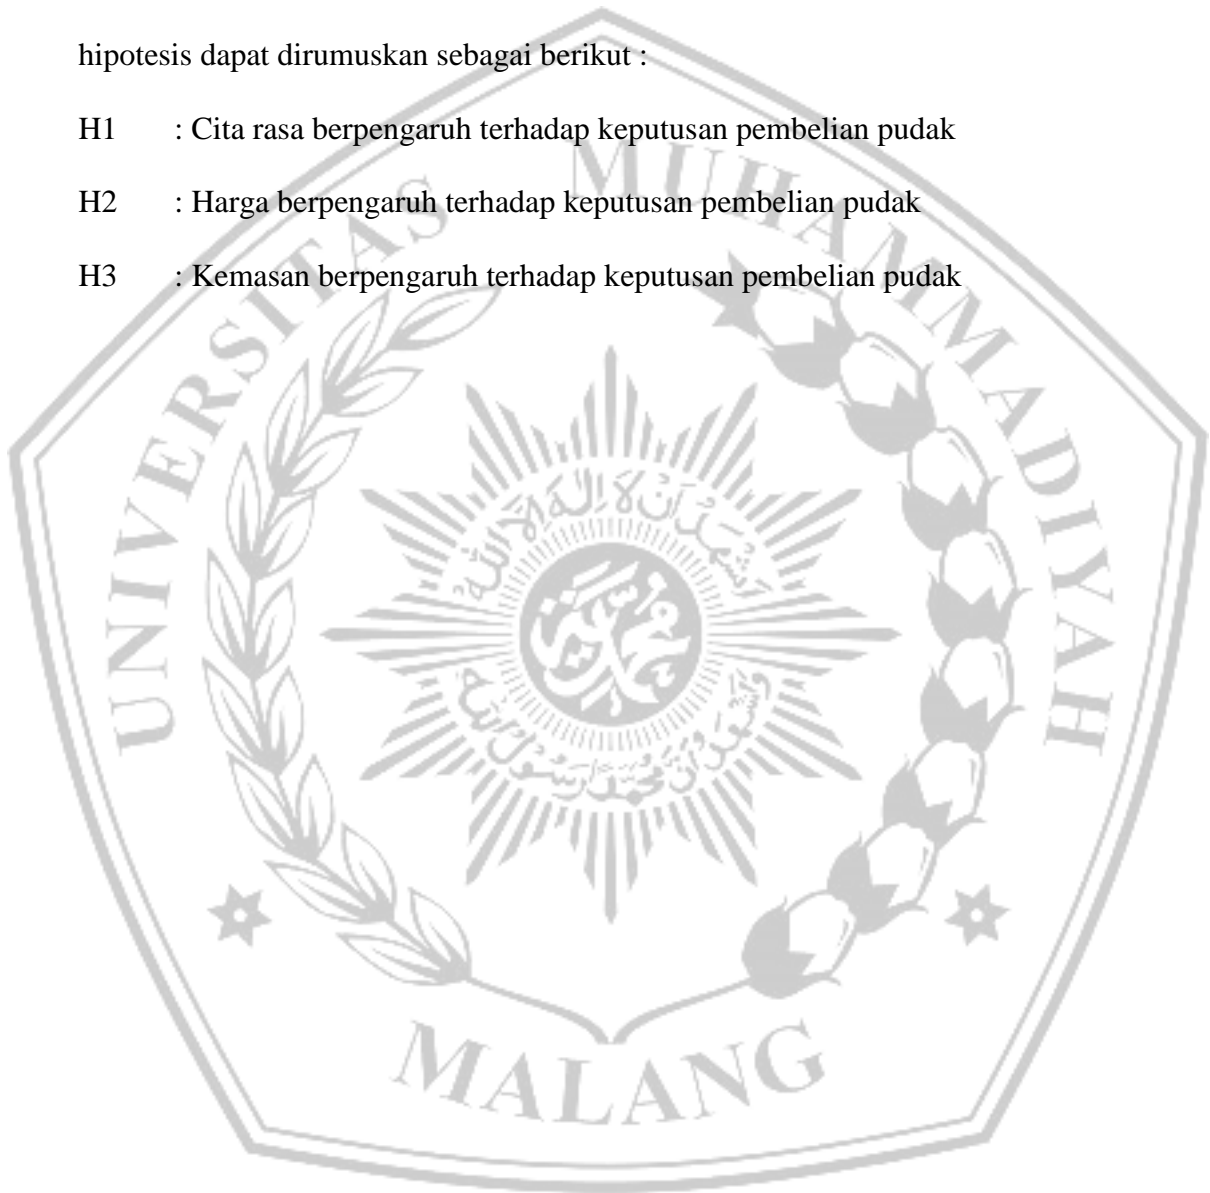 hipotesis dapat dirumuskan sebagai berikut :
H1 : Cita rasa berpengaruh terhadap keputusan pembelian pudak
H2 : Harga berpengaruh terhadap keputusan pembelian pudak
H3 : Kemasan berpengaruh terhadap keputusan pembelian pudak
UNIVERSITAS MUHAMMADIYAH
MALANG